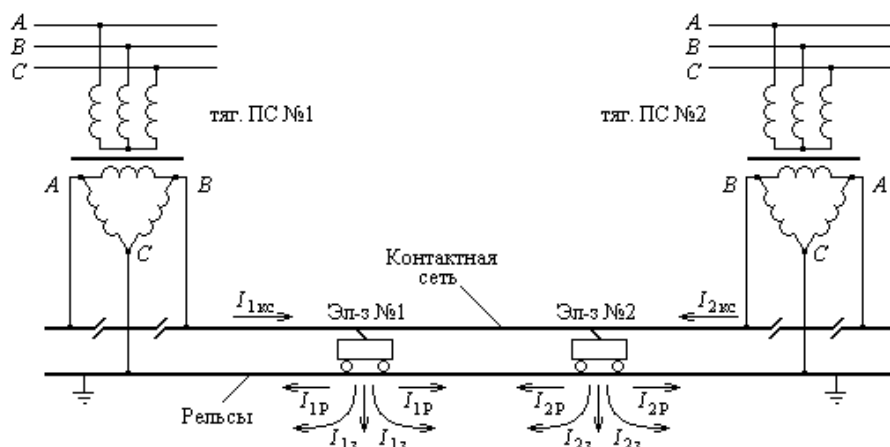 A A
B B
C C
тяг. ПС №1 тяг. ПС №2
A B B A
C C
Контактная
сеть
I1кс Эл-з №1 Эл-з №2 I2кс
I1Р I1Р I2Р I2Р
Рельсы
I1з I1з I2з I2з